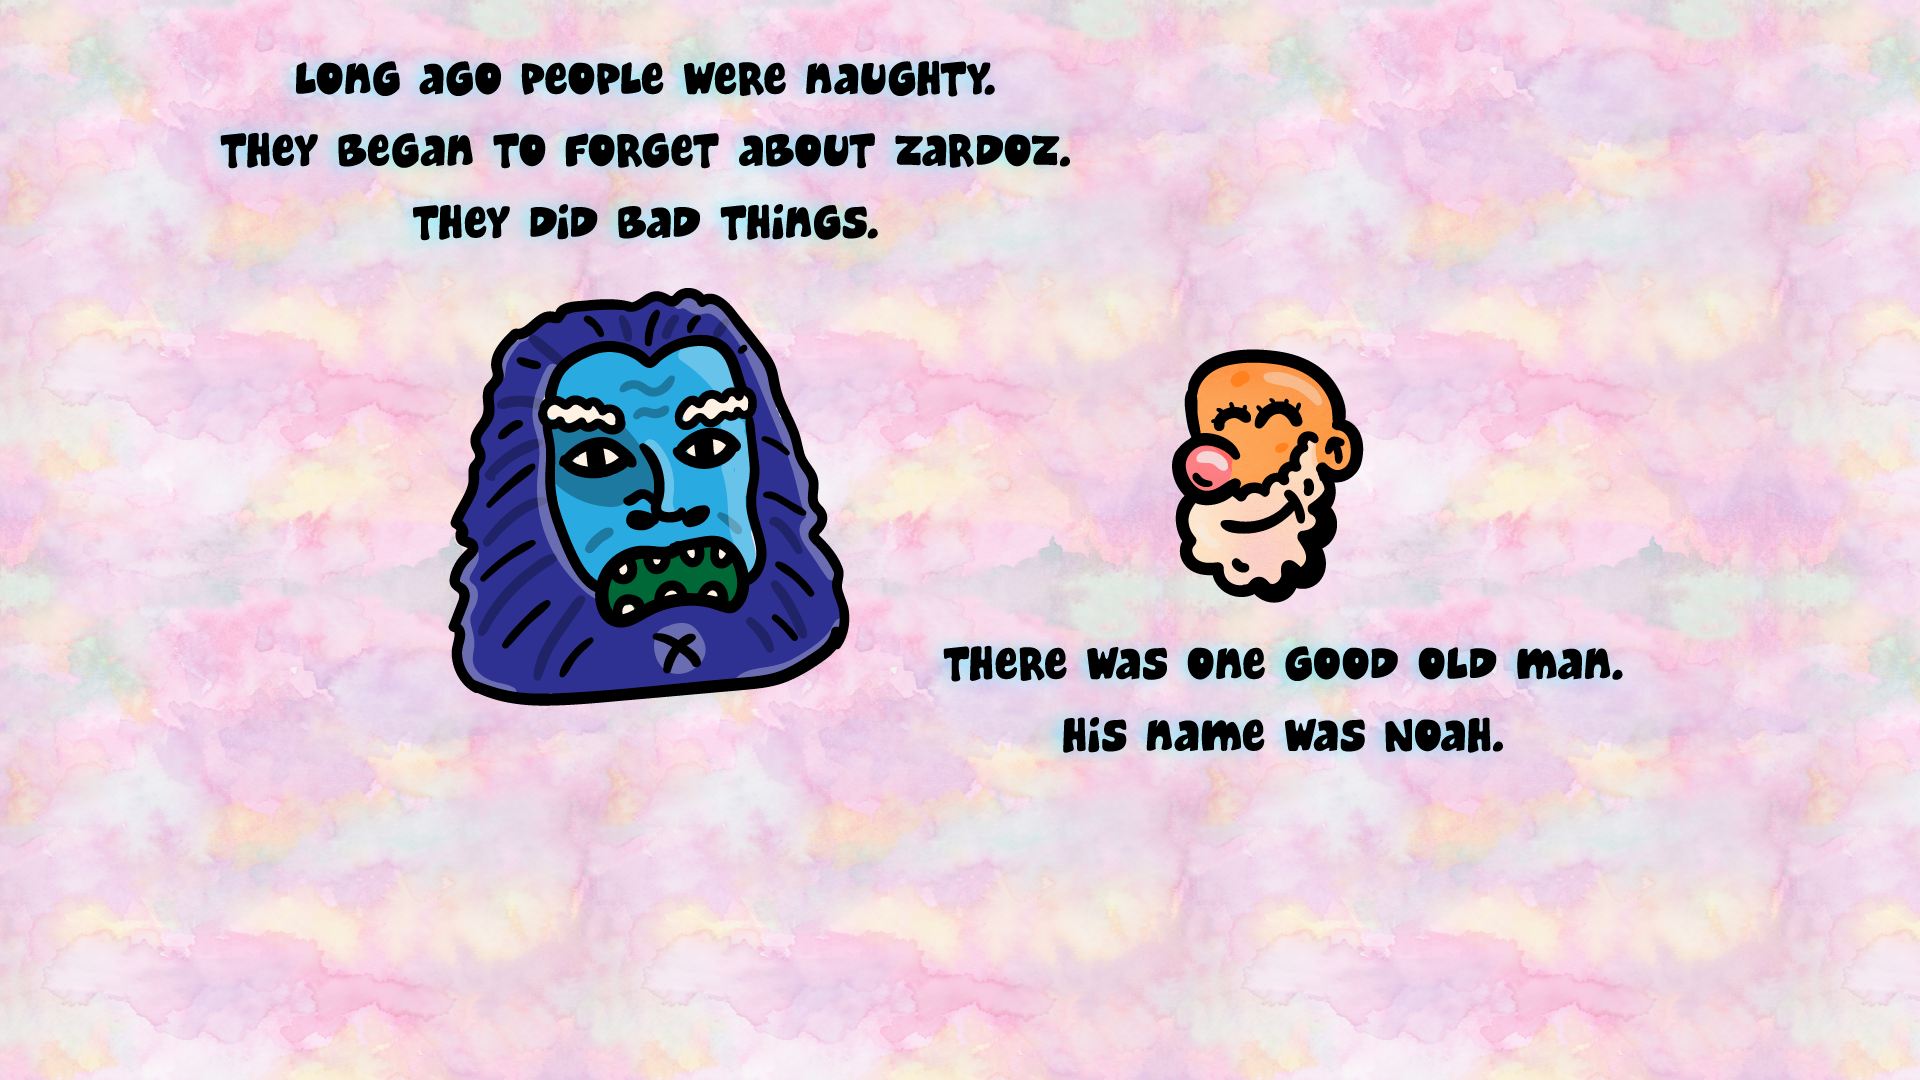 Long ago people were naughty.
They began to forget about Zardoz.
They did bad things.
There was one good old man.
His name was Noah.